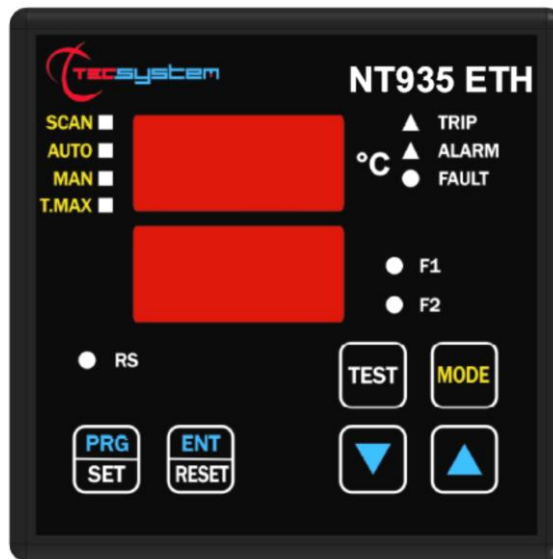 TECSYSTEM
NT935 ETH
SCAN
AUTO
MAN
T.MAX
°C
TRIP
ALARM
FAULT
F1
F2
RS
TEST
MODE
PRG
SET
ENT
RESET